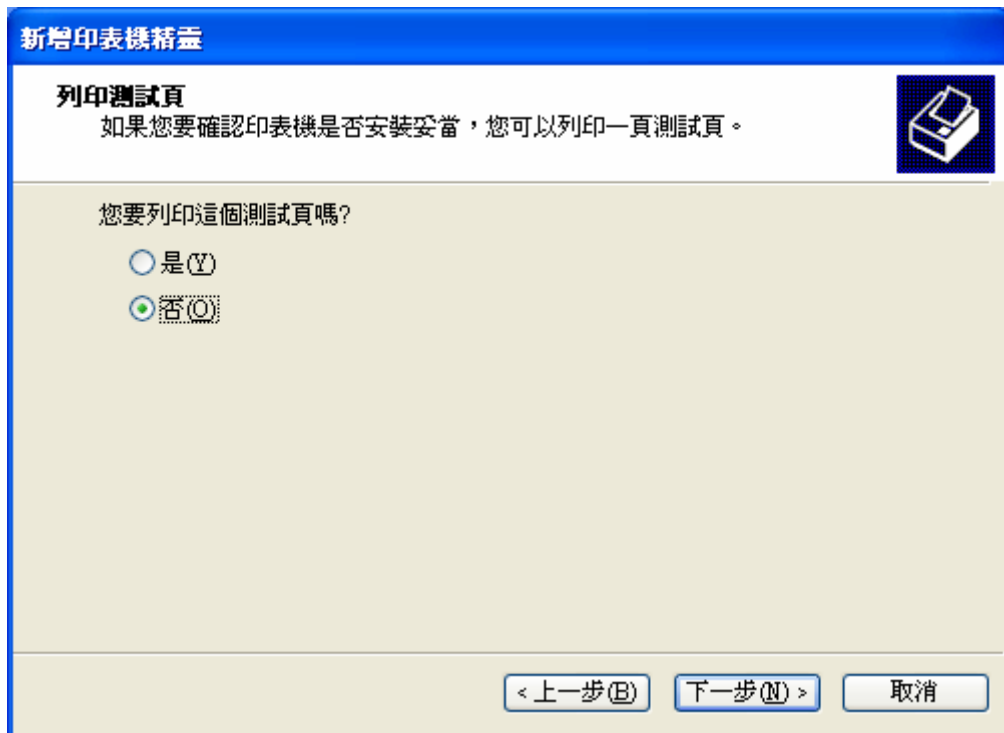 新增印表機精靈
列印測試頁
如果您要確認印表機是否安裝妥當，您可以列印一頁測試頁。
您要列印這個測試頁嗎?
是(Y)
否(O)
<上一步(B)
下一步(N)>
取消